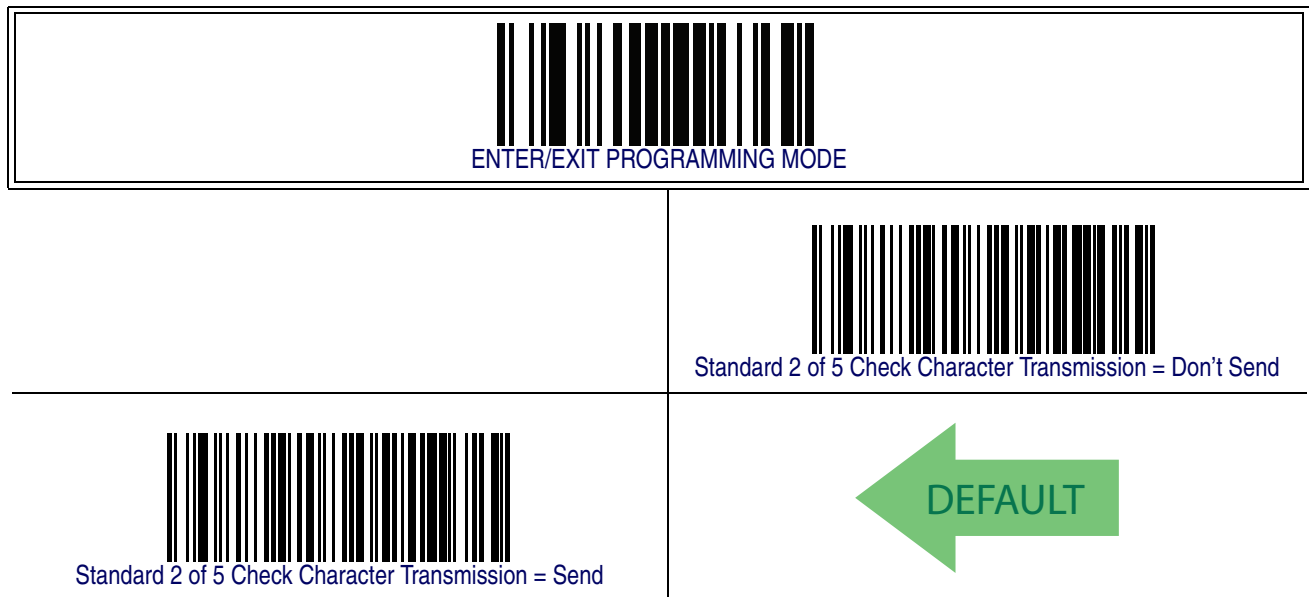 ENTER/EXIT PROGRAMMING MODE
Standard 2 of 5 Check Character Transmission = Don't Send
Standard 2 of 5 Check Character Transmission = Send
DEFAULT